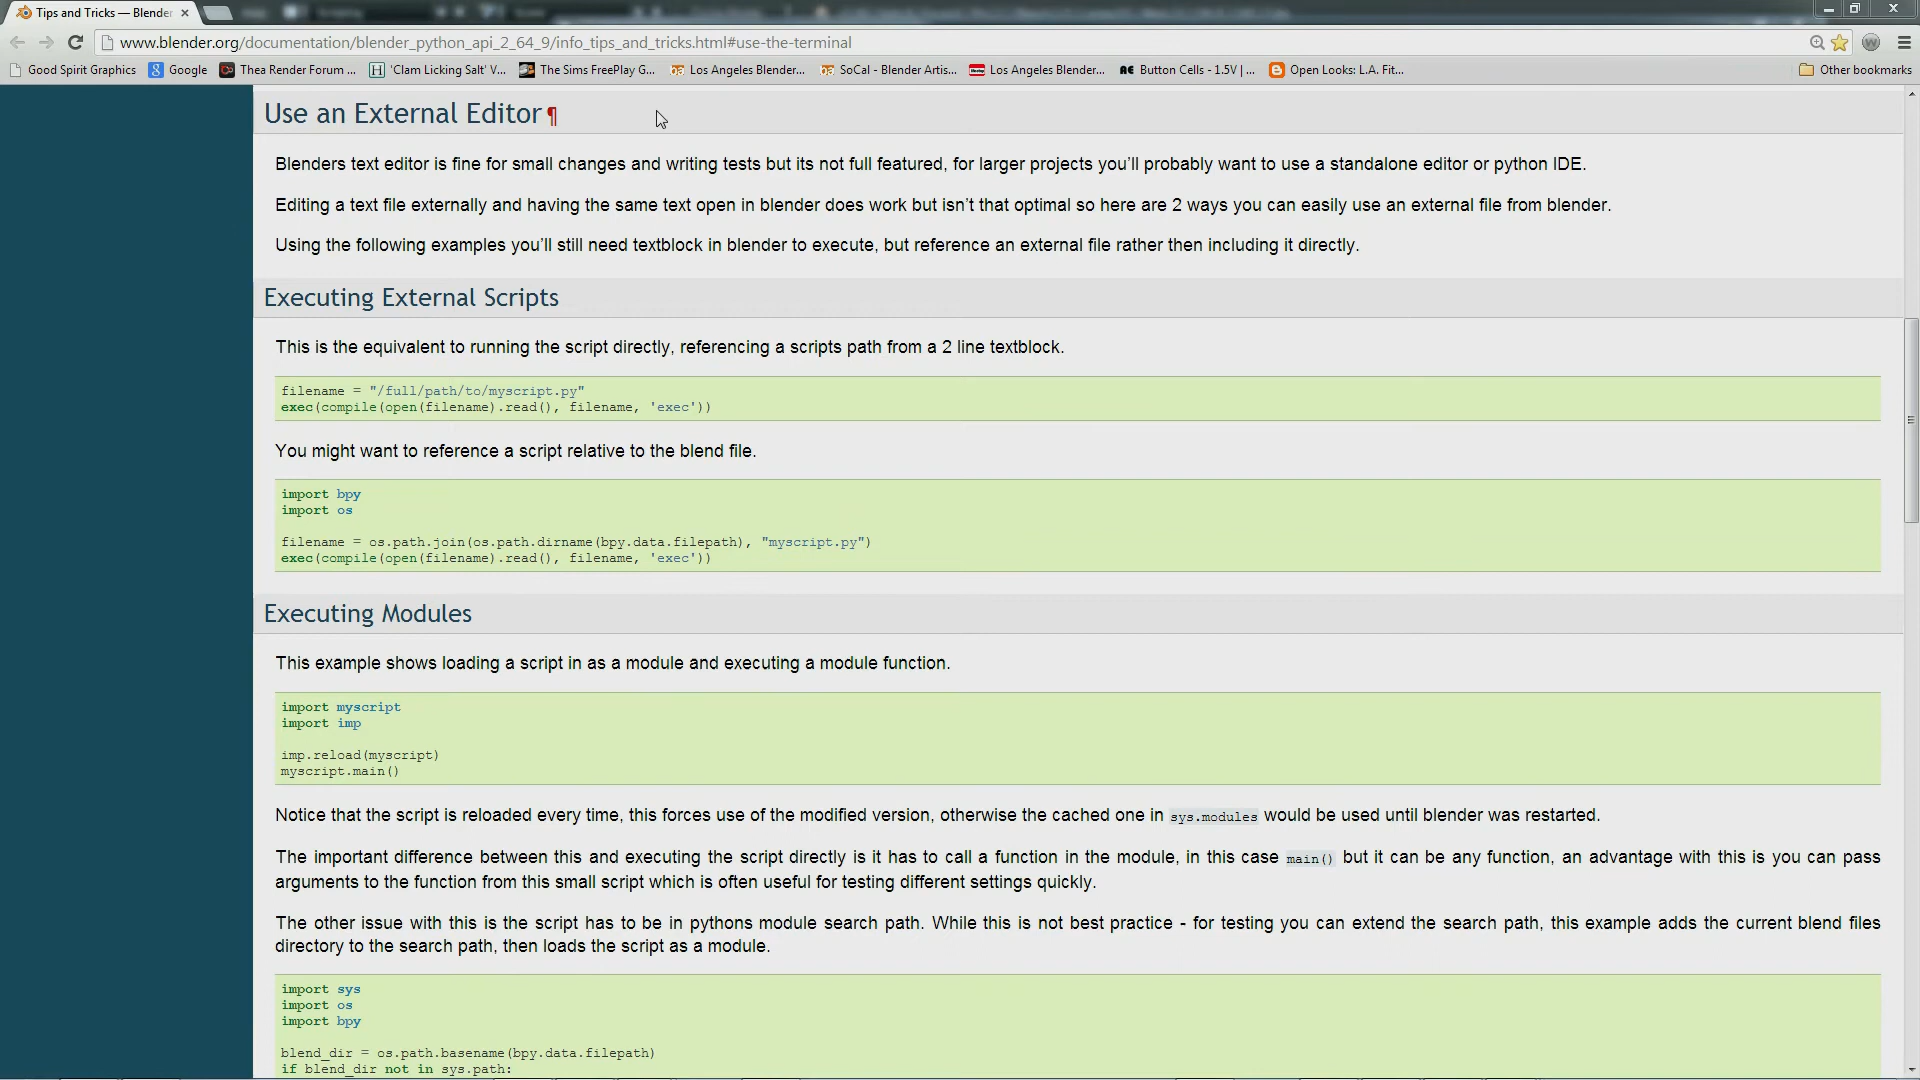 Tips and Tricks — Blender
www.blender.org/documentation/blender_python_api_2_64_9/info_tips_and_tricks.html#use-the-terminal
Good Spirit Graphics Google Thea Render Forum ... 'Clam Licking Salt' V... The Sims FreePlay G... Los Angeles Blender... SoCal - Blender Artis... Los Angeles Blender... Button Cells - 1.5V | ... Open Looks: L.A. Fit... Other bookmarks
Use an External Editor¶
Blenders text editor is fine for small changes and writing tests but its not full featured, for larger projects you'll probably want to use a standalone editor or python IDE.
Editing a text file externally and having the same text open in blender does work but isn't that optimal so here are 2 ways you can easily use an external file from blender.
Using the following examples you'll still need textblock in blender to execute, but reference an external file rather then including it directly.
Executing External Scripts
This is the equivalent to running the script directly, referencing a scripts path from a 2 line textblock.
filename = "/full/path/to/myscript.py"
exec(compile(open(filename).read(), filename, 'exec'))
You might want to reference a script relative to the blend file.
import bpy
import os
filename = os.path.join(os.path.dirname(bpy.data.filepath), "myscript.py")
exec(compile(open(filename).read(), filename, 'exec'))
Executing Modules
This example shows loading a script in as a module and executing a module function.
import myscript
import imp
imp.reload(myscript)
myscript.main()
Notice that the script is reloaded every time, this forces use of the modified version, otherwise the cached one in sys.modules would be used until blender was restarted.
The important difference between this and executing the script directly is it has to call a function in the module, in this case main() but it can be any function, an advantage with this is you can pass
arguments to the function from this small script which is often useful for testing different settings quickly.
The other issue with this is the script has to be in pythons module search path. While this is not best practice - for testing you can extend the search path, this example adds the current blend files
directory to the search path, then loads the script as a module.
import sys
import os
import bpy
blend_dir = os.path.basename(bpy.data.filepath)
if blend_dir not in sys.path: